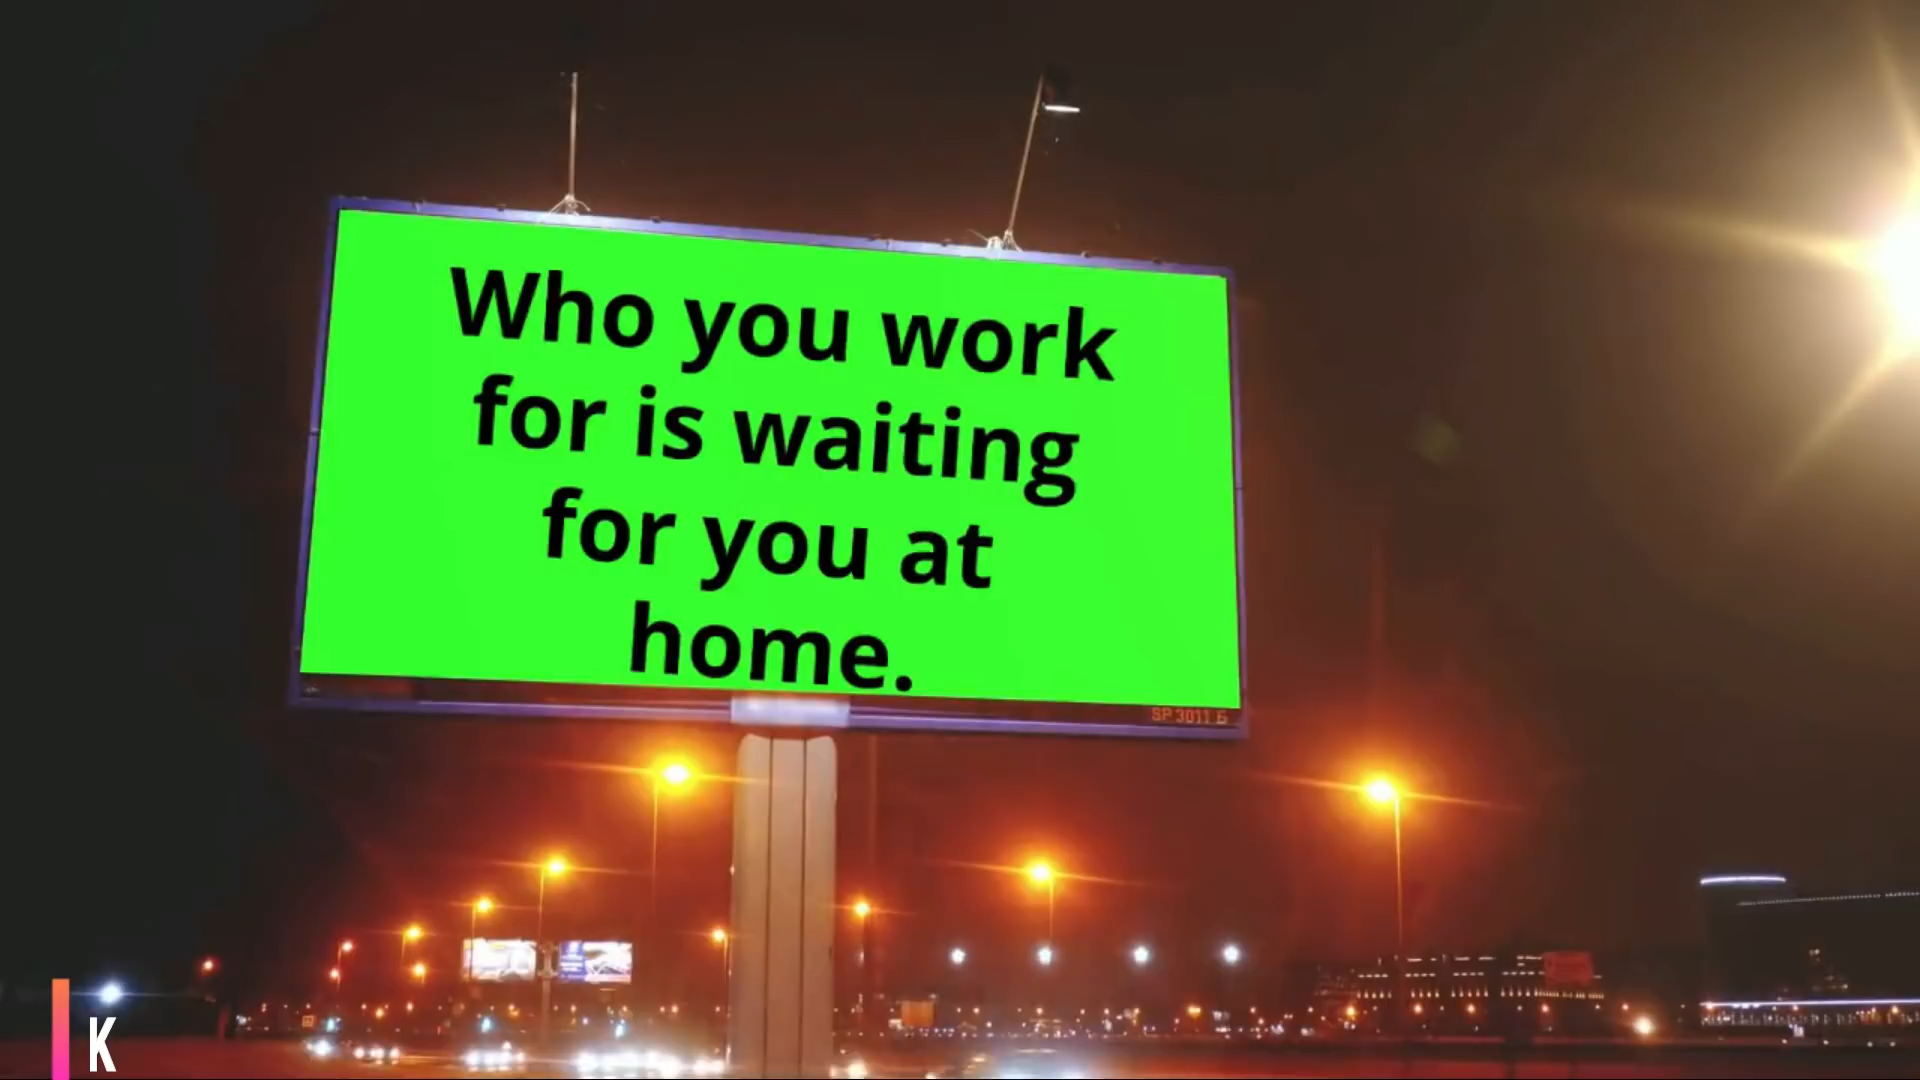 Who you work
for is waiting
for you at
home.
SP 3011 Б
K